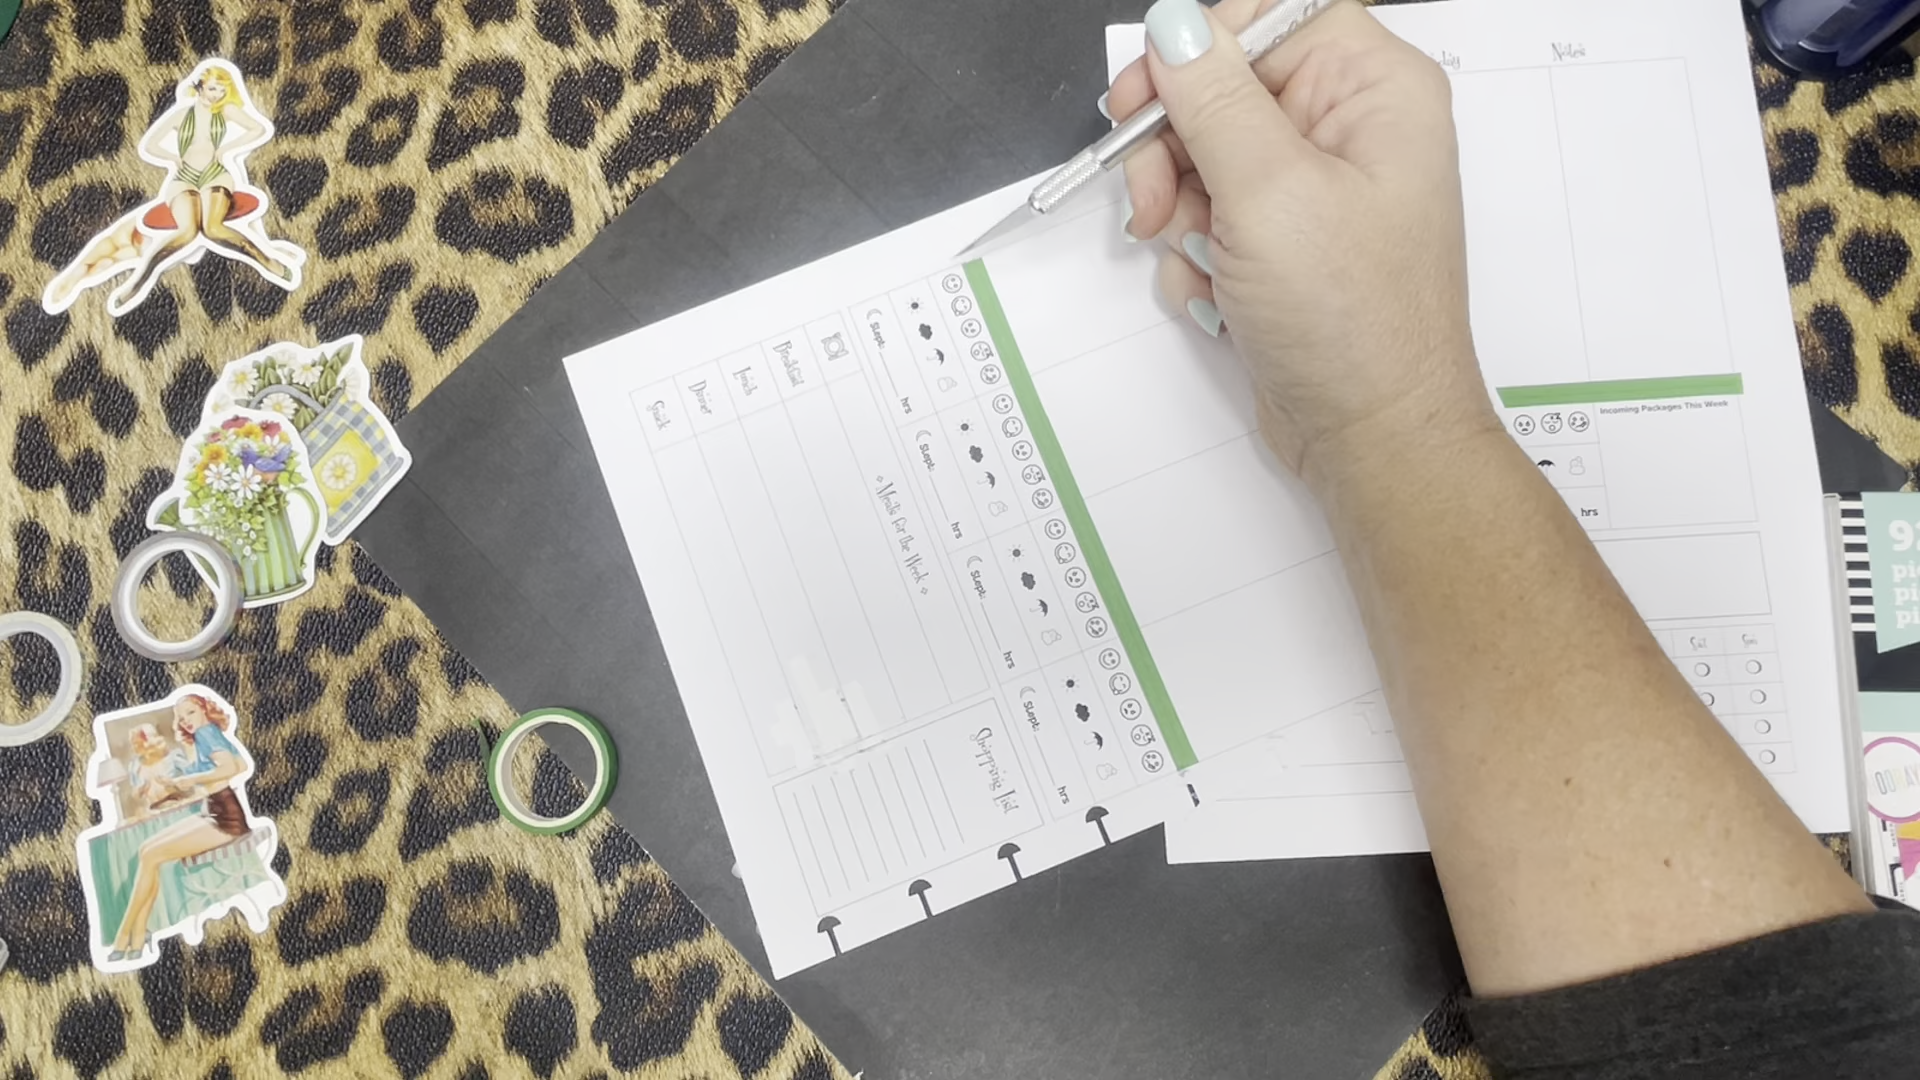 Notes
Incoming Packages This Week
hrs
Sat Sun
Slept: hrs
Slept: hrs
Slept: hrs
Slept: hrs
Breakfast
Lunch
Dinner
Snack
Meals for the Week
Shopping List